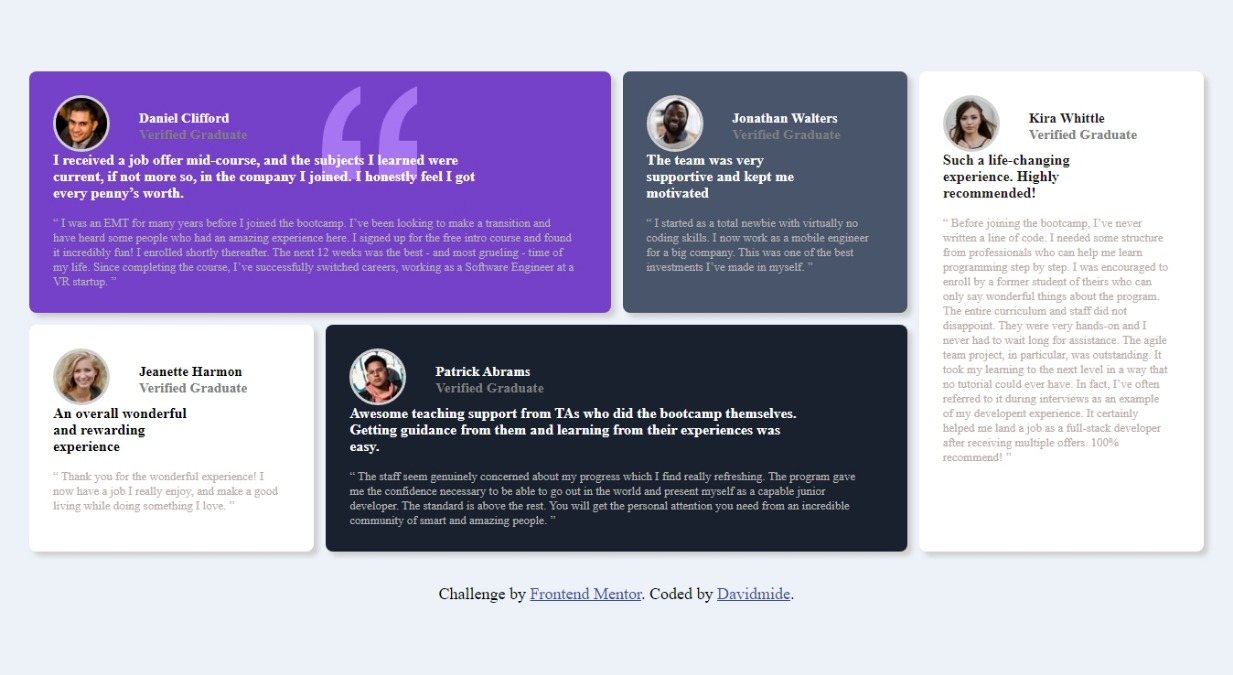 Daniel Clifford
Verified Graduate
I received a job offer mid-course, and the subjects I learned were
current, if not more so, in the company I joined. I honestly feel I got
every penny’s worth.
“ I was an EMT for many years before I joined the bootcamp. I’ve been looking to make a transition and
have heard some people who had an amazing experience here. I signed up for the free intro course and found
it incredibly fun! I enrolled shortly thereafter. The next 12 weeks was the best - and most grueling - time of
my life. Since completing the course, I’ve successfully switched careers, working as a Software Engineer at a
VR startup. ”
Jonathan Walters
Verified Graduate
The team was very
supportive and kept me
motivated
“ I started as a total newbie with virtually no
coding skills. I now work as a mobile engineer
for a big company. This was one of the best
investments I’ve made in myself. ”
Kira Whittle
Verified Graduate
Such a life-changing
experience. Highly
recommended!
“ Before joining the bootcamp, I’ve never
written a line of code. I needed some structure
from professionals who can help me learn
programming step by step. I was encouraged to
enroll by a former student of theirs who can
only say wonderful things about the program.
The entire curriculum and staff did not
disappoint. They were very hands-on and I
never had to wait long for assistance. The agile
team project, in particular, was outstanding. It
took my learning to the next level in a way that
no tutorial could ever have. In fact, I’ve often
referred to it during interviews as an example
of my developent experience. It certainly
helped me land a job as a full-stack developer
after receiving multiple offers. 100%
recommend! ”
Jeanette Harmon
Verified Graduate
An overall wonderful
and rewarding
experience
“ Thank you for the wonderful experience! I
now have a job I really enjoy, and make a good
living while doing something I love. ”
Patrick Abrams
Verified Graduate
Awesome teaching support from TAs who did the bootcamp themselves.
Getting guidance from them and learning from their experiences was
easy.
“ The staff seem genuinely concerned about my progress which I find really refreshing. The program gave
me the confidence necessary to be able to go out in the world and present myself as a capable junior
developer. The standard is above the rest. You will get the personal attention you need from an incredible
community of smart and amazing people. ”
Challenge by Frontend Mentor. Coded by Davidmide.